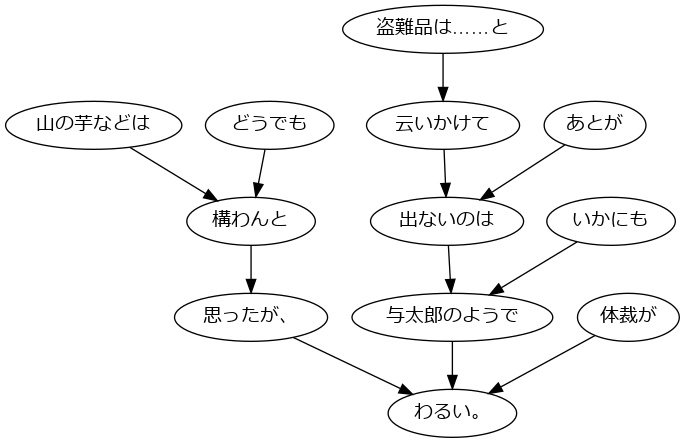 盗難品は……と
山の芋などは
どうでも
云いかけて
あとが
構わんと
出ないのは
いかにも
思ったが、
与太郎のようで
体裁が
わるい。